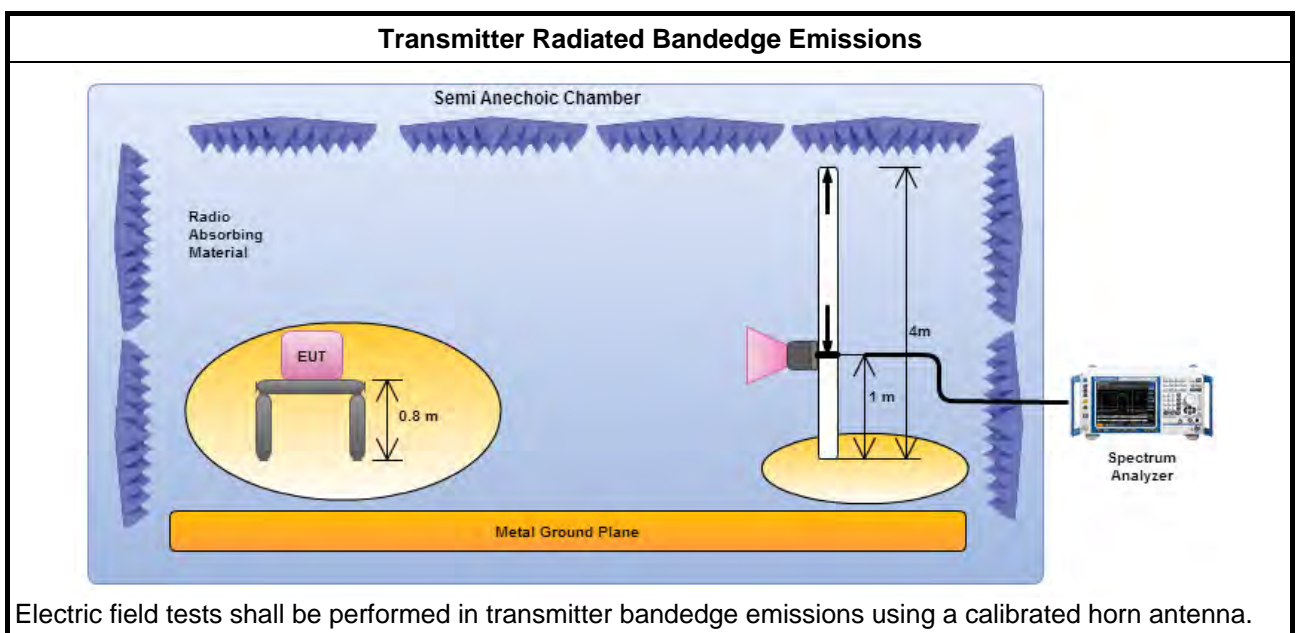 Transmitter Radiated Bandedge Emissions
Semi Anechoic Chamber
Radio
Absorbing
Material
EUT
0.8 m
4m
1 m
Spectrum
Analyzer
Metal Ground Plane
Electric field tests shall be performed in transmitter bandedge emissions using a calibrated horn antenna.